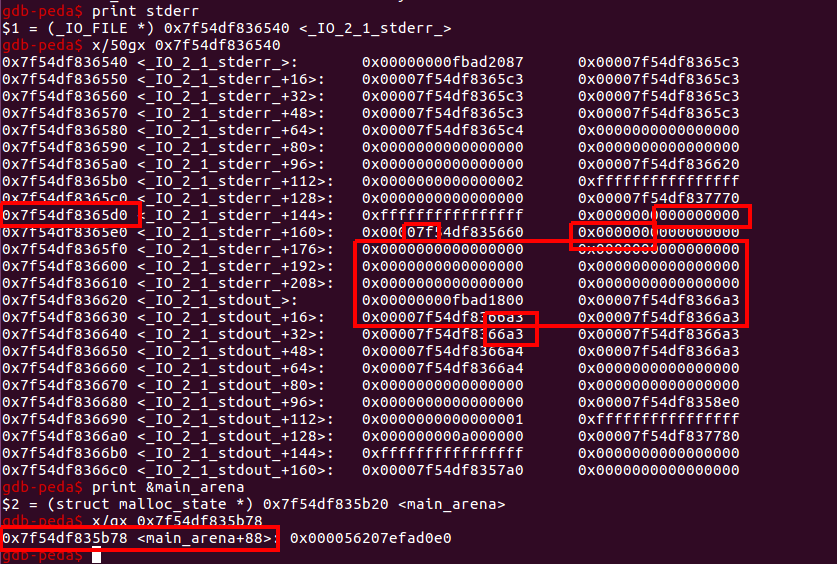 gdb-peda$ print stderr
$1 = (_IO_FILE *) 0x7f54df836540 <_IO_2_1_stderr_>
gdb-peda$ x/50gx 0x7f54df836540
0x7f54df836540 <_IO_2_1_stderr_>: 0x00000000fbad2087 0x00007f54df8365c3
0x7f54df836550 <_IO_2_1_stderr_+16>: 0x00007f54df8365c3 0x00007f54df8365c3
0x7f54df836560 <_IO_2_1_stderr_+32>: 0x00007f54df8365c3 0x00007f54df8365c3
0x7f54df836570 <_IO_2_1_stderr_+48>: 0x00007f54df8365c3 0x00007f54df8365c3
0x7f54df836580 <_IO_2_1_stderr_+64>: 0x00007f54df8365c4 0x0000000000000000
0x7f54df836590 <_IO_2_1_stderr_+80>: 0x0000000000000000 0x0000000000000000
0x7f54df8365a0 <_IO_2_1_stderr_+96>: 0x0000000000000000 0x00007f54df836620
0x7f54df8365b0 <_IO_2_1_stderr_+112>: 0x0000000000000002 0xffffffffffffffff
0x7f54df8365c0 <_IO_2_1_stderr_+128>: 0x0000000000000000 0x00007f54df837770
0x7f54df8365d0 <_IO_2_1_stderr_+144>: 0xffffffffffffffff 0x0000000000000000
0x7f54df8365e0 <_IO_2_1_stderr_+160>: 0x00007f54df835660 0x0000000000000000
0x7f54df8365f0 <_IO_2_1_stderr_+176>: 0x0000000000000000 0x0000000000000000
0x7f54df836600 <_IO_2_1_stderr_+192>: 0x0000000000000000 0x0000000000000000
0x7f54df836610 <_IO_2_1_stderr_+208>: 0x0000000000000000 0x0000000000000000
0x7f54df836620 <_IO_2_1_stdout_>: 0x00000000fbad1800 0x00007f54df8366a3
0x7f54df836630 <_IO_2_1_stdout_+16>: 0x00007f54df8366a3 0x00007f54df8366a3
0x7f54df836640 <_IO_2_1_stdout_+32>: 0x00007f54df8366a3 0x00007f54df8366a3
0x7f54df836650 <_IO_2_1_stdout_+48>: 0x00007f54df8366a4 0x00007f54df8366a3
0x7f54df836660 <_IO_2_1_stdout_+64>: 0x00007f54df8366a4 0x0000000000000000
0x7f54df836670 <_IO_2_1_stdout_+80>: 0x0000000000000000 0x0000000000000000
0x7f54df836680 <_IO_2_1_stdout_+96>: 0x0000000000000000 0x00007f54df8358e0
0x7f54df836690 <_IO_2_1_stdout_+112>: 0x0000000000000001 0xffffffffffffffff
0x7f54df8366a0 <_IO_2_1_stdout_+128>: 0x000000000a000000 0x00007f54df837780
0x7f54df8366b0 <_IO_2_1_stdout_+144>: 0xffffffffffffffff 0x0000000000000000
0x7f54df8366c0 <_IO_2_1_stdout_+160>: 0x00007f54df8357a0 0x0000000000000000
gdb-peda$ print &main_arena
$2 = (struct malloc_state *) 0x7f54df835b20 <main_arena>
gdb-peda$ x/gx 0x7f54df835b78
0x7f54df835b78 <main_arena+88>: 0x000056207efad0e0
gdb-peda$